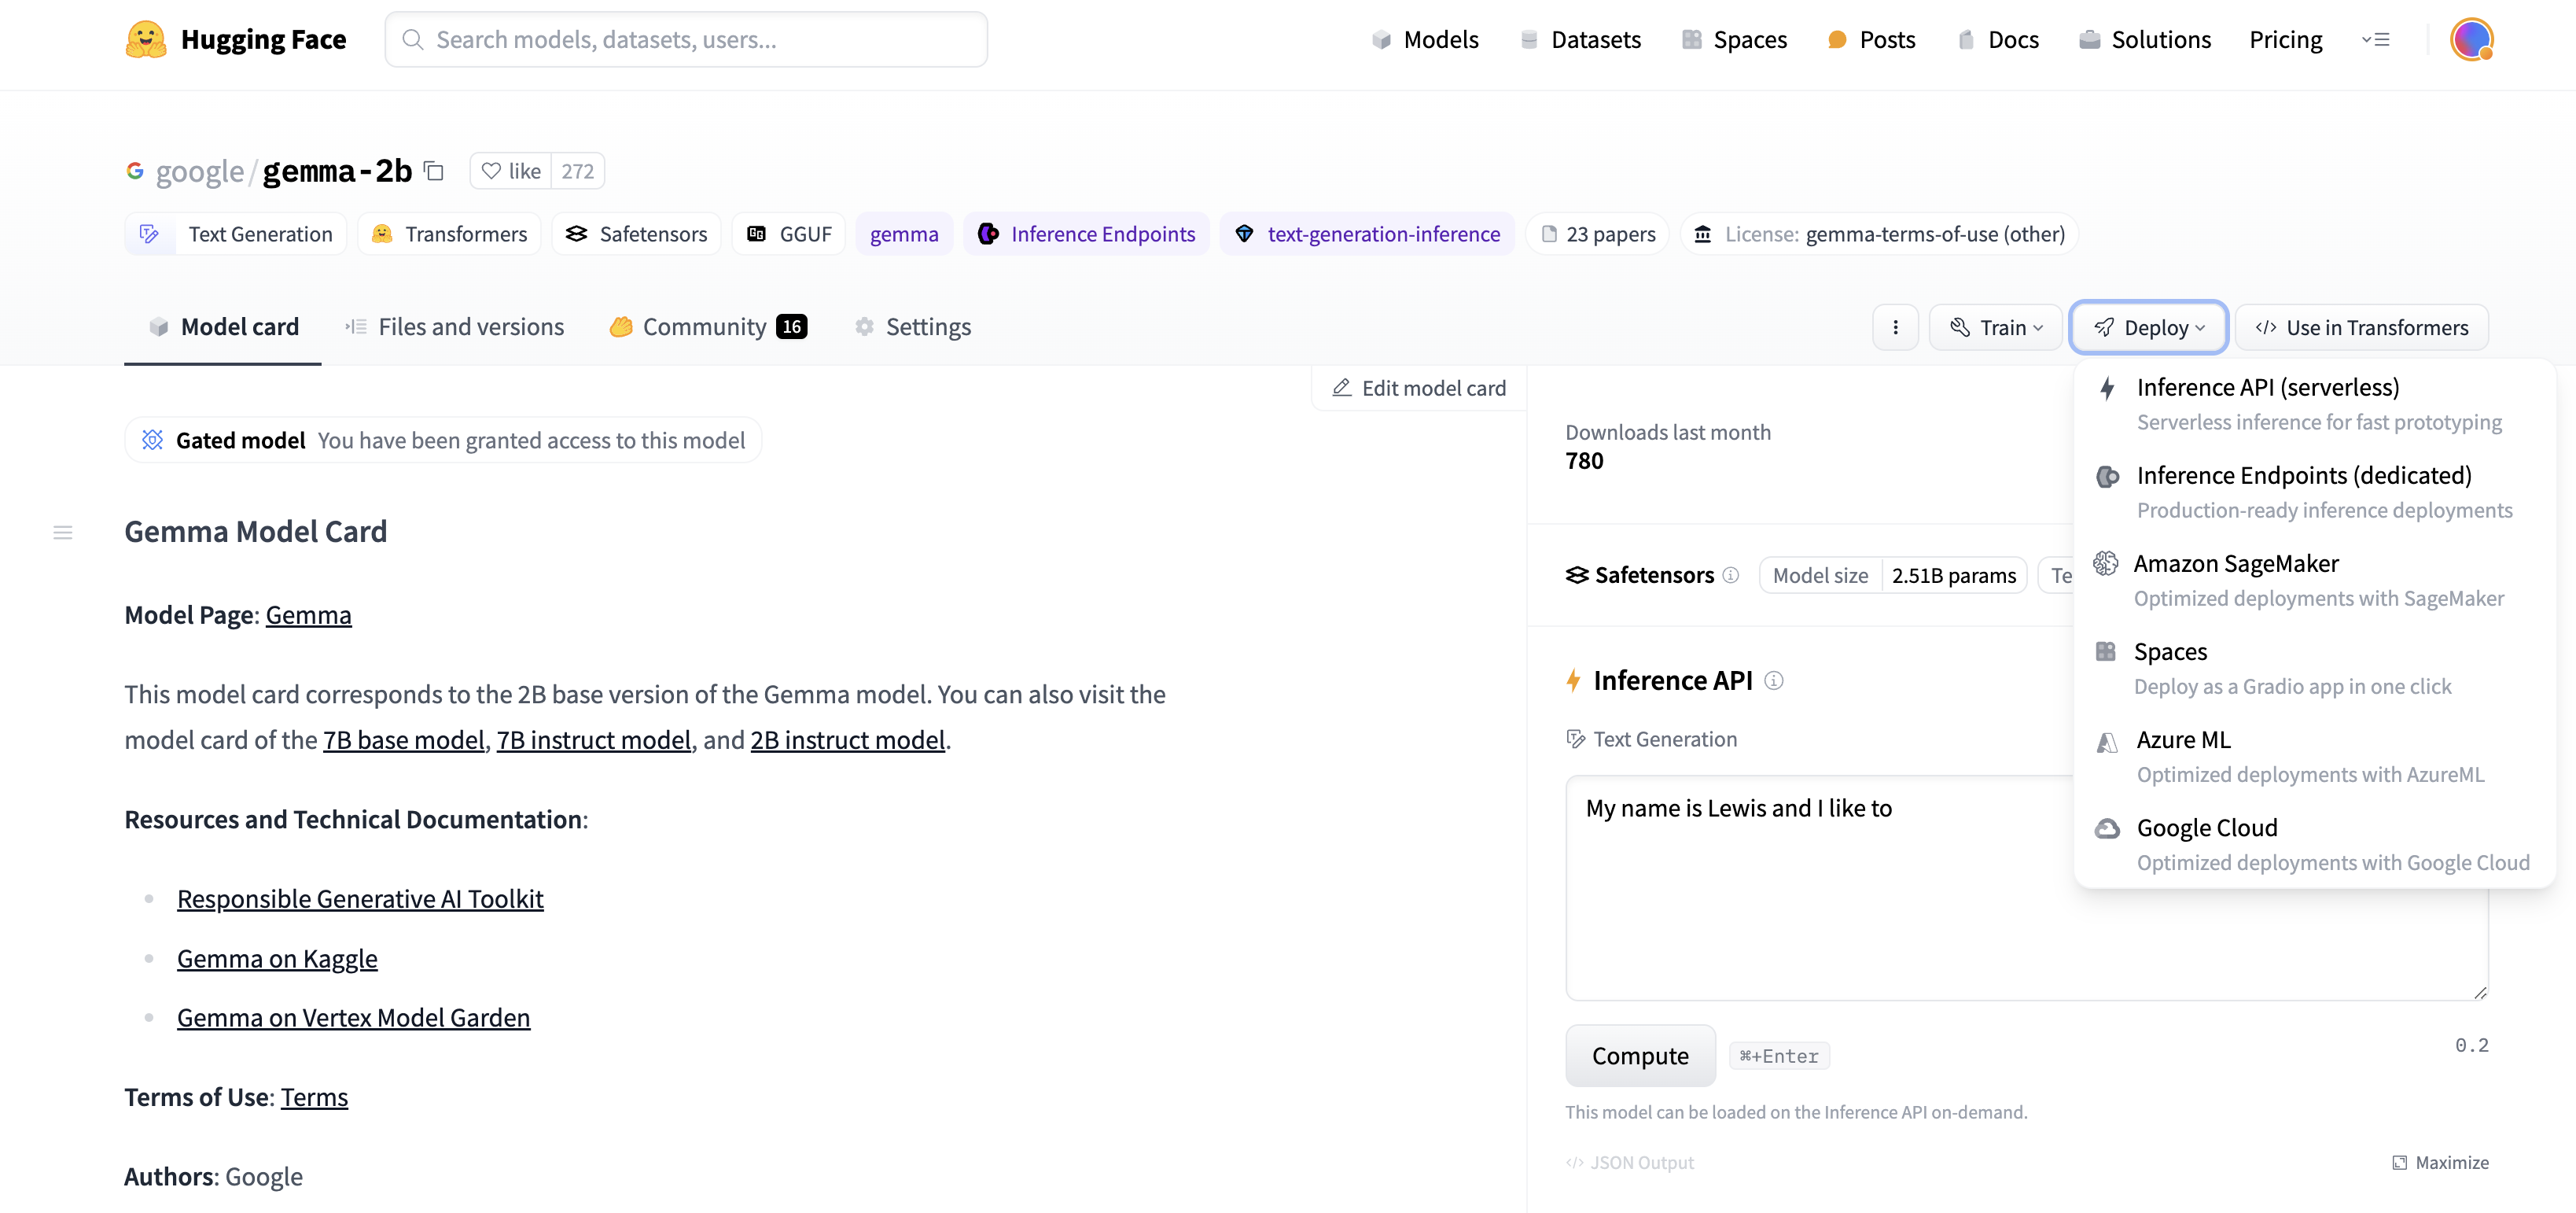 Hugging Face
Search models, datasets, users...
Models
Datasets
Spaces
Posts
Docs
Solutions
Pricing
google/gemma-2b
like 272
Text Generation
Transformers
Safetensors
GGUF
gemma
Inference Endpoints
text-generation-inference
23 papers
License: gemma-terms-of-use (other)
Model card
Files and versions
Community 16
Settings
Train
Deploy
</> Use in Transformers
Edit model card
Gated model You have been granted access to this model
Gemma Model Card
Model Page: Gemma
This model card corresponds to the 2B base version of the Gemma model. You can also visit the
model card of the 7B base model, 7B instruct model, and 2B instruct model.
Resources and Technical Documentation:
Responsible Generative AI Toolkit
Gemma on Kaggle
Gemma on Vertex Model Garden
Terms of Use: Terms
Authors: Google
Downloads last month
780
Safetensors
Model size 2.51B params
Te
Inference API
Text Generation
My name is Lewis and I like to
Compute
⌘+Enter
0.2
This model can be loaded on the Inference API on-demand.
</> JSON Output
Maximize
Inference API (serverless)
Serverless inference for fast prototyping
Inference Endpoints (dedicated)
Production-ready inference deployments
Amazon SageMaker
Optimized deployments with SageMaker
Spaces
Deploy as a Gradio app in one click
Azure ML
Optimized deployments with AzureML
Google Cloud
Optimized deployments with Google Cloud